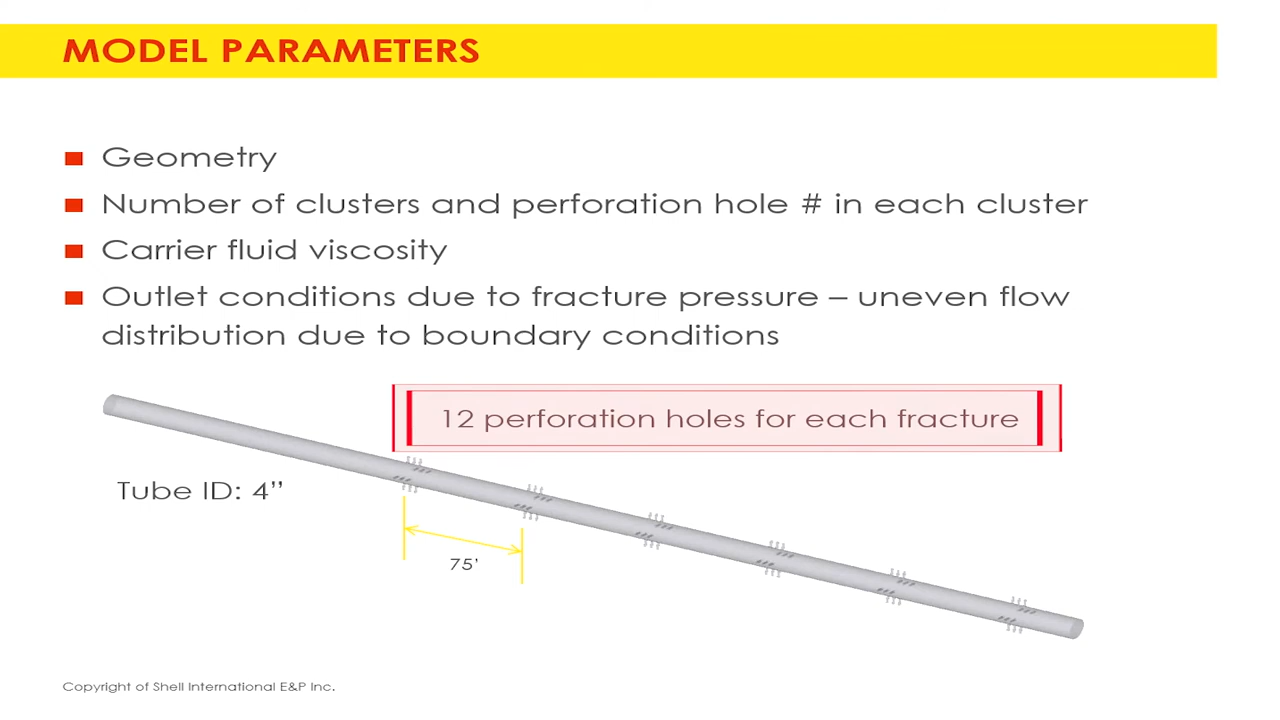 MODEL PARAMETERS
Geometry
Number of clusters and perforation hole # in each cluster
Carrier fluid viscosity
Outlet conditions due to fracture pressure – uneven flow
distribution due to boundary conditions
12 perforation holes for each fracture
Tube ID: 4”
75’
Copyright of Shell International E&P Inc.